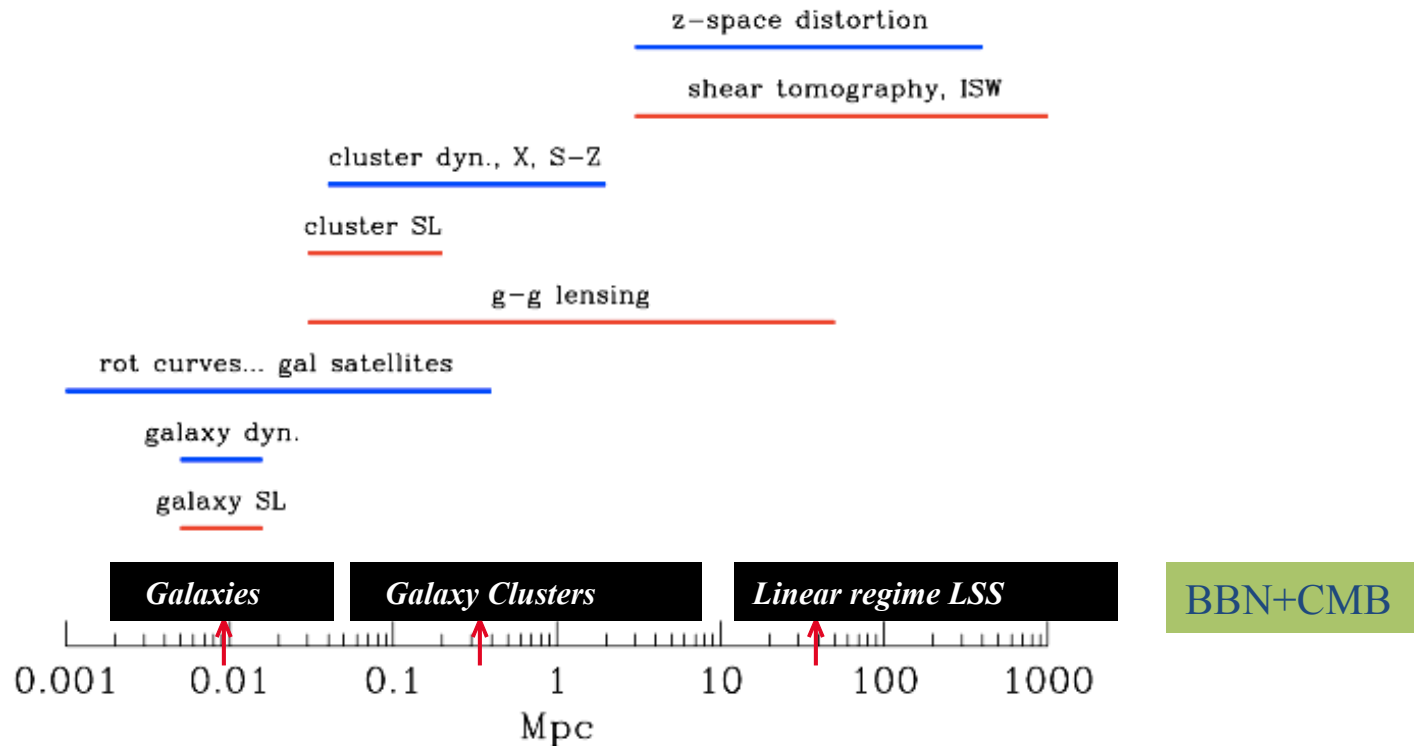 z-space distortion
shear tomography, ISW
cluster dyn., X, S-Z
cluster SL
g-g lensing
rot curves... gal satellites
galaxy dyn.
galaxy SL
Galaxies Galaxy Clusters Linear regime LSS BBN+CMB
0.001 0.01 0.1 1 10 100 1000
Mpc